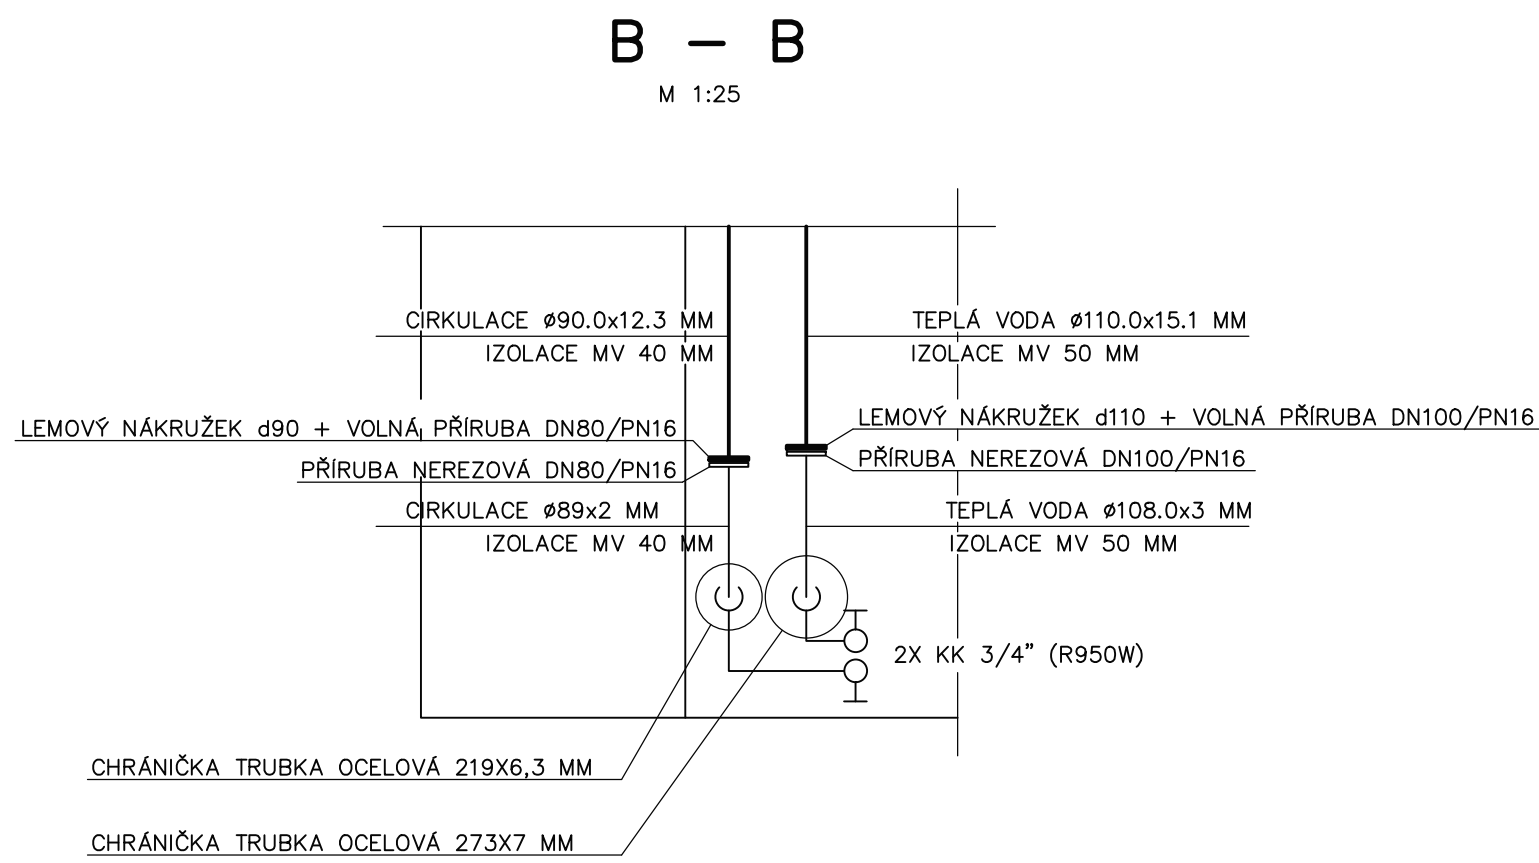 B – B
M 1:25
CIRKULACE ø90.0x12.3 MM
IZOLACE MV 40 MM
TEPLÁ VODA ø110.0x15.1 MM
IZOLACE MV 50 MM
LEMOVÝ NÁKRUŽEK d90 + VOLNÁ PŘÍRUBA DN80/PN16
PŘÍRUBA NEREZOVÁ DN80/PN16
LEMOVÝ NÁKRUŽEK d110 + VOLNÁ PŘÍRUBA DN100/PN16
PŘÍRUBA NEREZOVÁ DN100/PN16
CIRKULACE ø89x2 MM
IZOLACE MV 40 MM
TEPLÁ VODA ø108.0x3 MM
IZOLACE MV 50 MM
2X KK 3/4" (R950W)
CHRÁNIČKA TRUBKA OCELOVÁ 219X6,3 MM
CHRÁNIČKA TRUBKA OCELOVÁ 273X7 MM